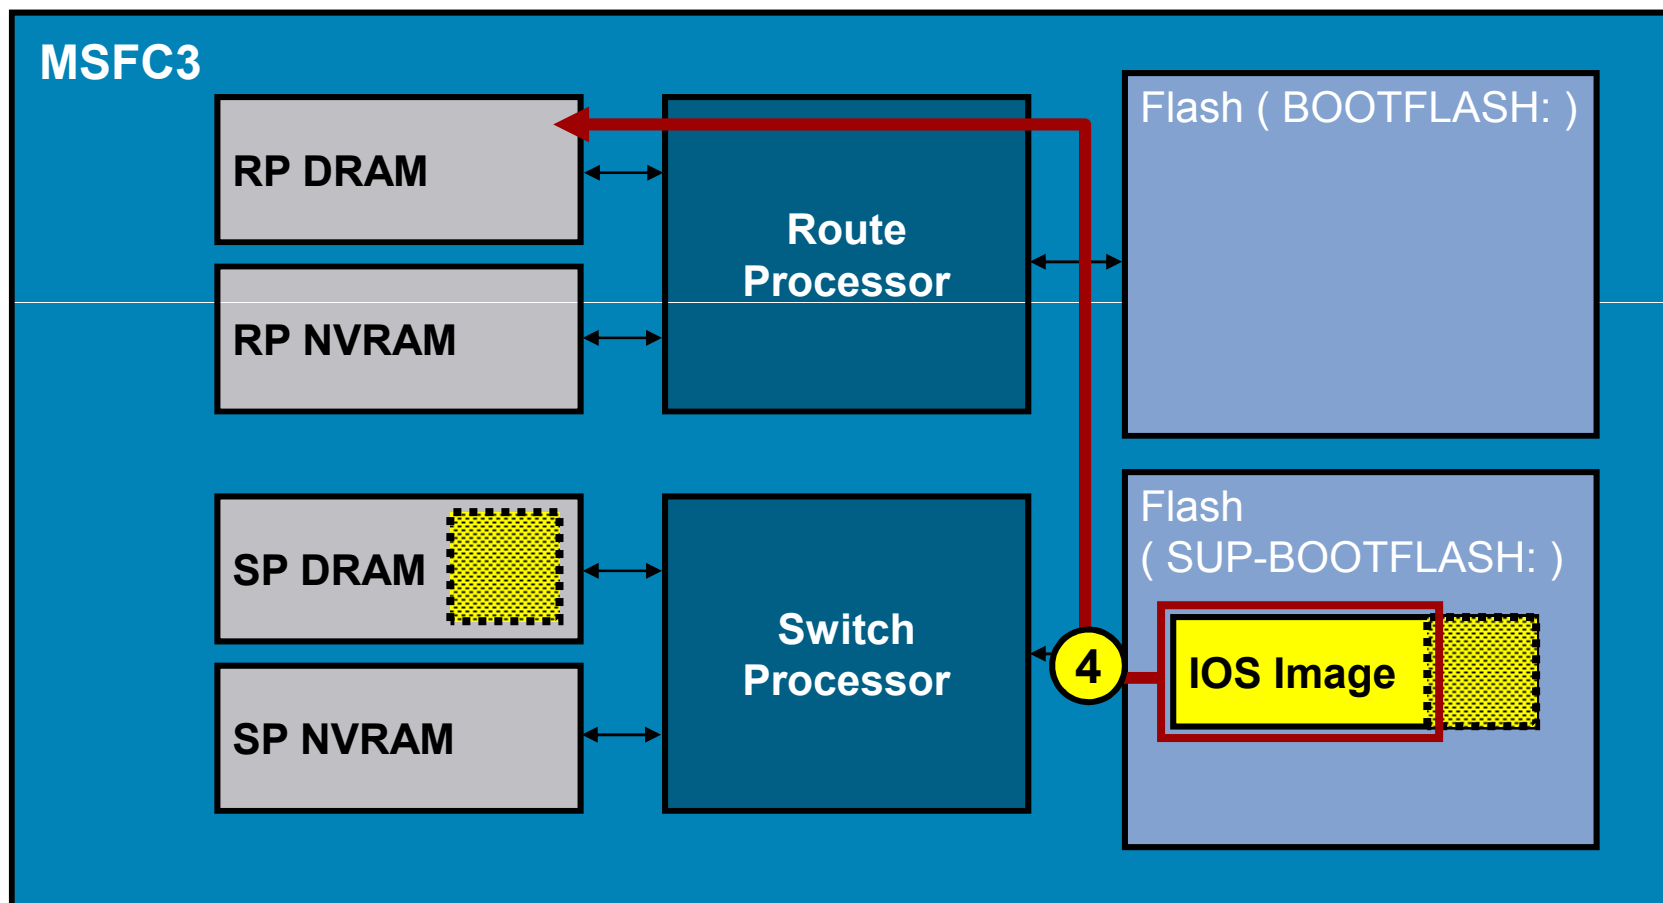 MSFC3
RP DRAM
RP NVRAM
Route
Processor
Flash ( BOOTFLASH: )
SP DRAM
SP NVRAM
Switch
Processor
Flash
( SUP-BOOTFLASH: )
4
IOS Image